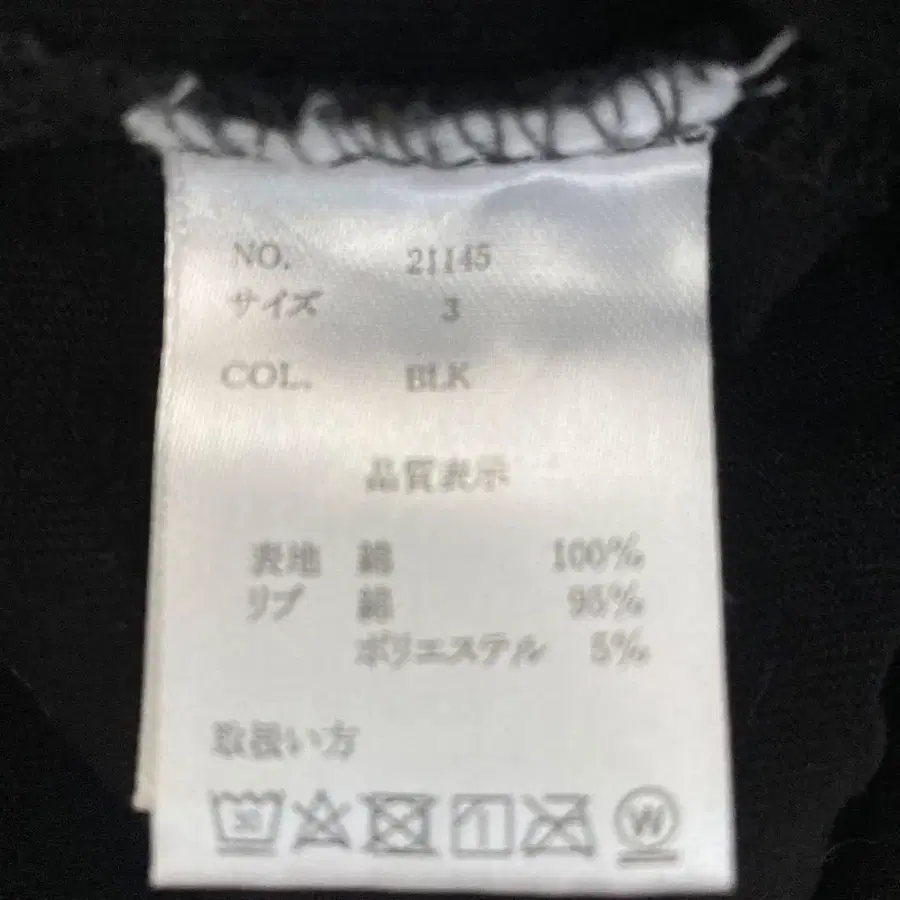 NO. 21145
サイズ 3
COL. BLK
品質表示
表地 綿 100%
リブ 綿 95%
ポリエステル 5%
取扱い方
30
W